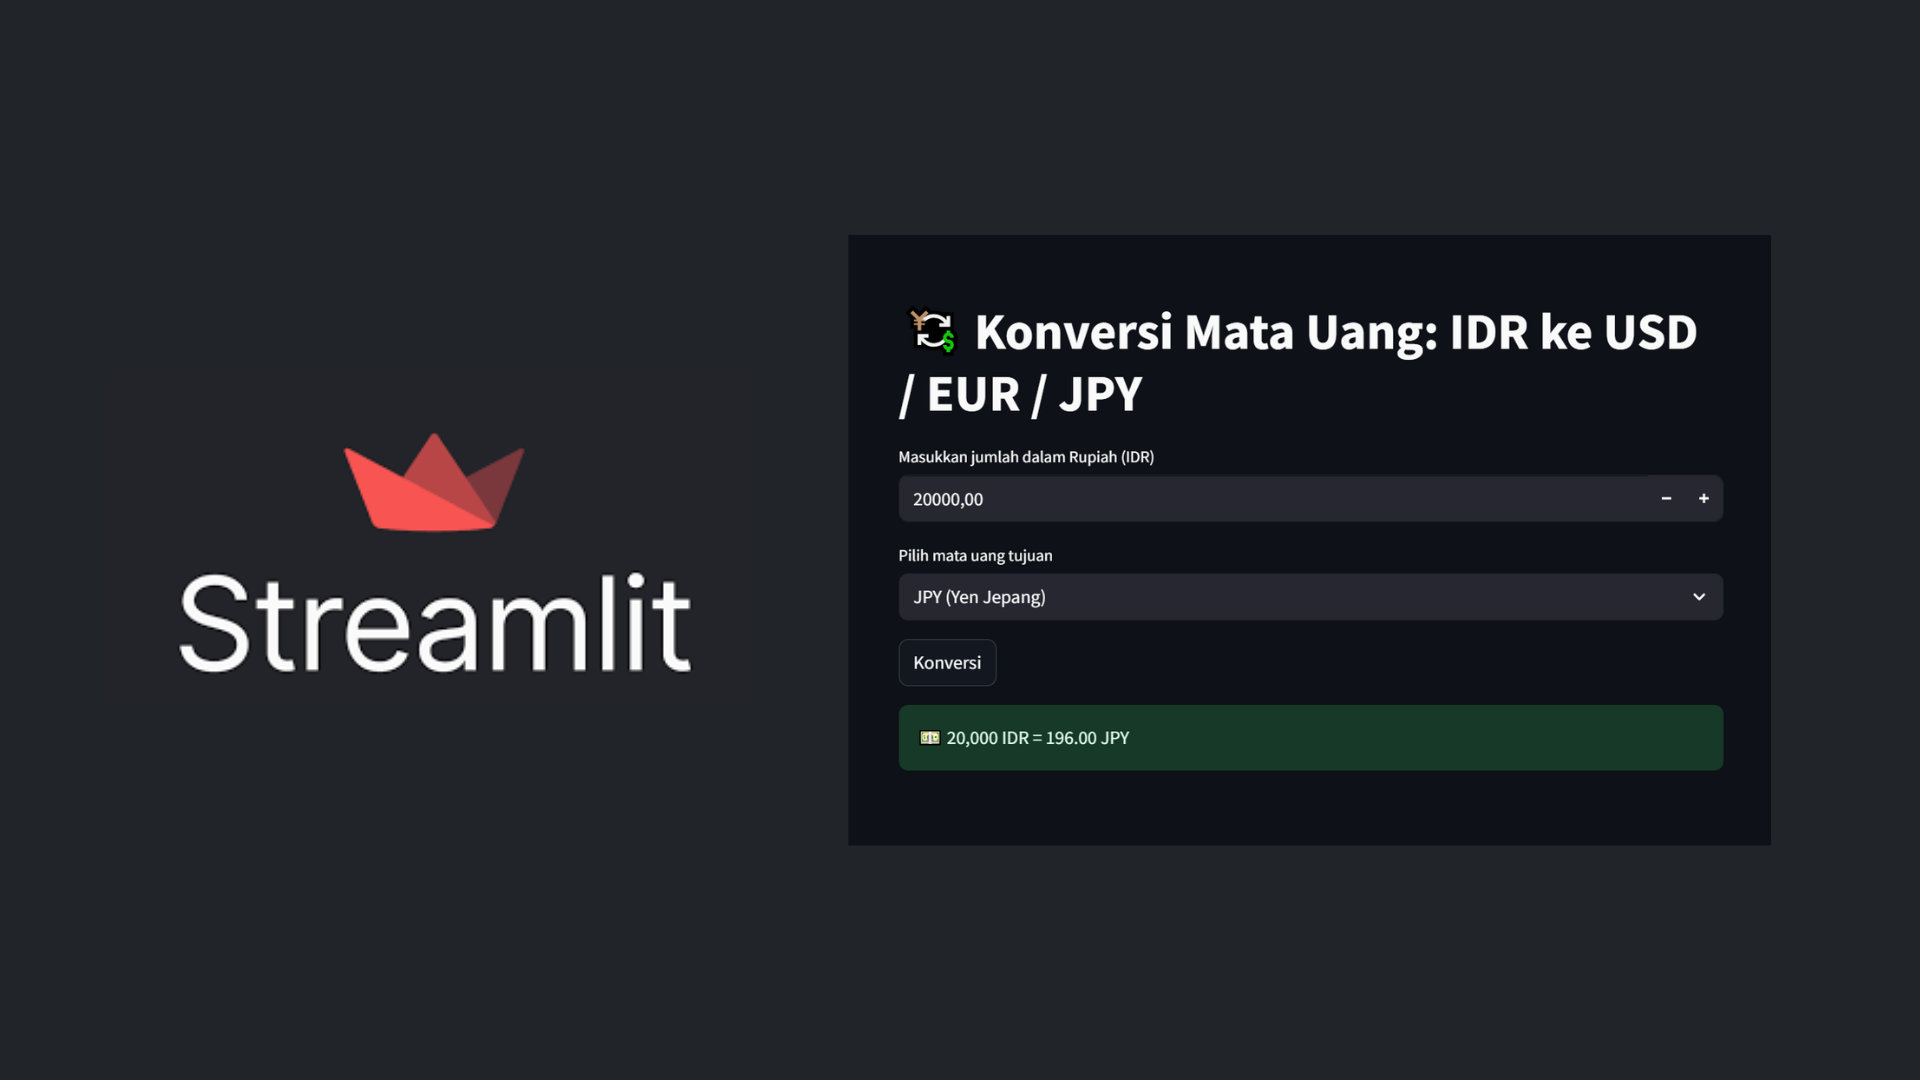 Streamlit
Konversi Mata Uang: IDR ke USD
/ EUR / JPY
Masukkan jumlah dalam Rupiah (IDR)
20000,00
Pilih mata uang tujuan
JPY (Yen Jepang)
Konversi
20,000 IDR = 196.00 JPY